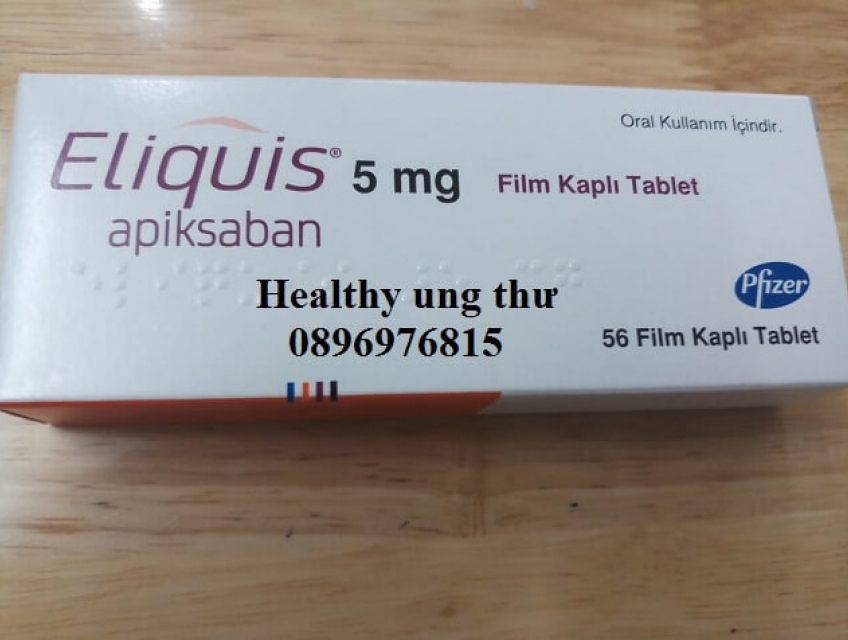 Oral Kullanım İçindir.
Eliquis® 5 mg Film Kaplı Tablet
apiksaban
Healthy ung thư
0896976815
Pfizer
56 Film Kaplı Tablet